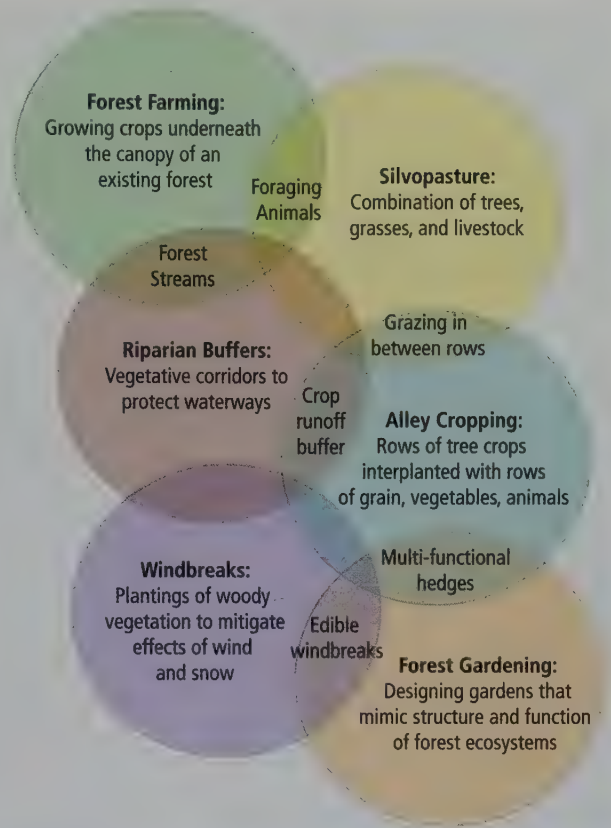 Forest Farming:
Growing crops underneath
the canopy of an
existing forest
Foraging
Animals
Silvopasture:
Combination of trees,
grasses, and livestock
Forest
Streams
Grazing in
between rows
Riparian Buffers:
Vegetative corridors to
protect waterways
Crop
runoff
buffer
Alley Cropping:
Rows of tree crops
interplanted with rows
of grain, vegetables, animals
Multi-functional
hedges
Windbreaks:
Plantings of woody
vegetation to mitigate
effects of wind
and snow
Edible
windbreaks
Forest Gardening:
Designing gardens that
mimic structure and function
of forest ecosystems